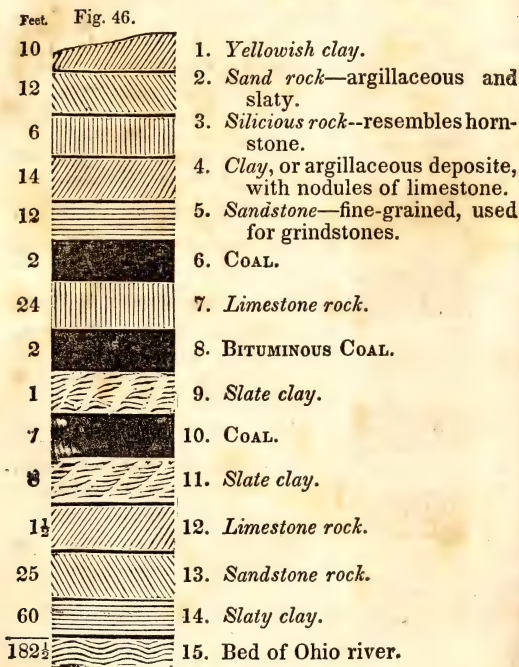 Feet. Fig. 46.
10 1. Yellowish clay.
12 2. Sand rock—argillaceous and
slaty.
6 3. Silicious rock--resembles horn-
stone.
14 4. Clay, or argillaceous deposite,
with nodules of limestone.
12 5. Sandstone—fine-grained, used
for grindstones.
2 6. COAL.
24 7. Limestone rock.
2 8. BITUMINOUS COAL.
1 9. Slate clay.
7 10. COAL.
11. Slate clay.
1½ 12. Limestone rock.
25 13. Sandstone rock.
60 14. Slaty clay.
182½ 15. Bed of Ohio river.